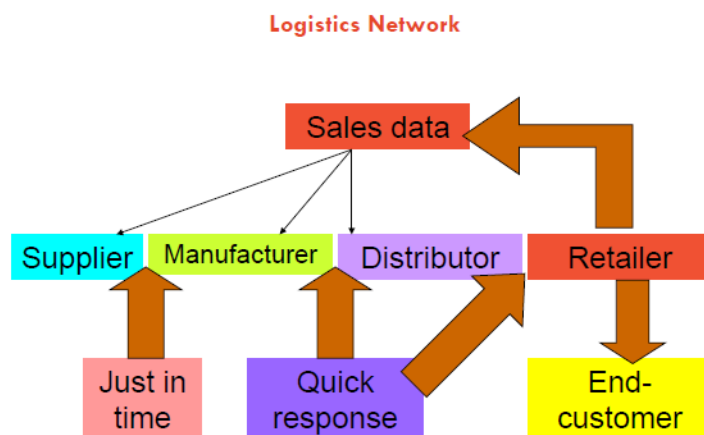 Logistics Network
Sales data
Supplier
Manufacturer
Distributor
Retailer
Just in
time
Quick
response
End-
customer